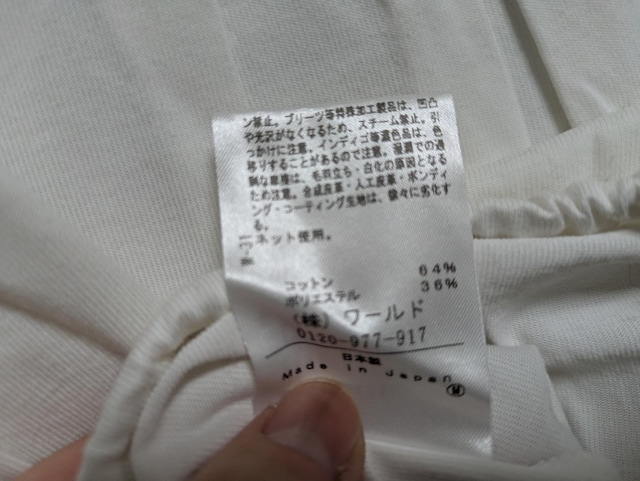 ン禁止。プリーツ等特殊加工製品は、凹凸
や光沢がなくなるため、スチーム禁止。引
っかけに注意。インディゴ等濃色品は、色
移りすることがあるので注意。湿潤での過
剰な摩擦は、毛羽立ち・白化の原因となる
ため注意。合成皮革・人工皮革・ボンディ
ング・コーティング生地は、徐々に劣化す
る。
ネット使用。
コットン 64%
ポリエステル 36%
(株) ワールド
0120-977-917
日本製
Made in Japan